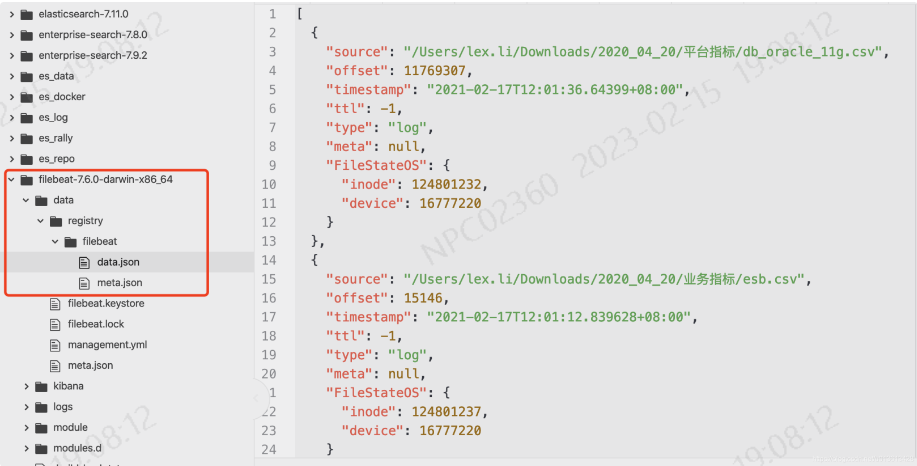 elasticsearch-7.11.0
enterprise-search-7.8.0
enterprise-search-7.9.2
es_data
es_docker
es_log
es_rally
es_repo
filebeat-7.6.0-darwin-x86_64
data
registry
filebeat
data.json
meta.json
filebeat.keystore
filebeat.lock
management.yml
meta.json
kibana
logs
module
modules.d
1 [
2 {
3 "source": "/Users/lex.li/Downloads/2020_04_20/平台指标/db_oracle_11g.csv",
4 "offset": 11769307,
5 "timestamp": "2021-02-17T12:01:36.64399+08:00",
6 "ttl": -1,
7 "type": "log",
8 "meta": null,
9 "FileStateOS": {
10 "inode": 124801232,
11 "device": 16777220
12 }
13 },
14 {
15 "source": "/Users/lex.li/Downloads/2020_04_20/业务指标/esb.csv",
16 "offset": 15146,
17 "timestamp": "2021-02-17T12:01:12.839628+08:00",
18 "ttl": -1,
19 "type": "log",
20 "meta": null,
1 "FileStateOS": {
22 "inode": 124801237,
23 "device": 16777220
24 }
NPC02360 2023-02-15 19:08:12